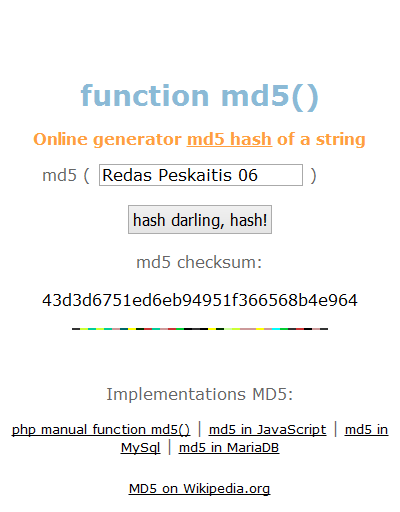 function md5()
Online generator md5 hash of a string
md5 ( Redas Peskaitis 06 )
hash darling, hash!
md5 checksum:
43d3d6751ed6eb94951f366568b4e964
Implementations MD5:
php manual function md5() | md5 in JavaScript | md5 in
MySql | md5 in MariaDB
MD5 on Wikipedia.org